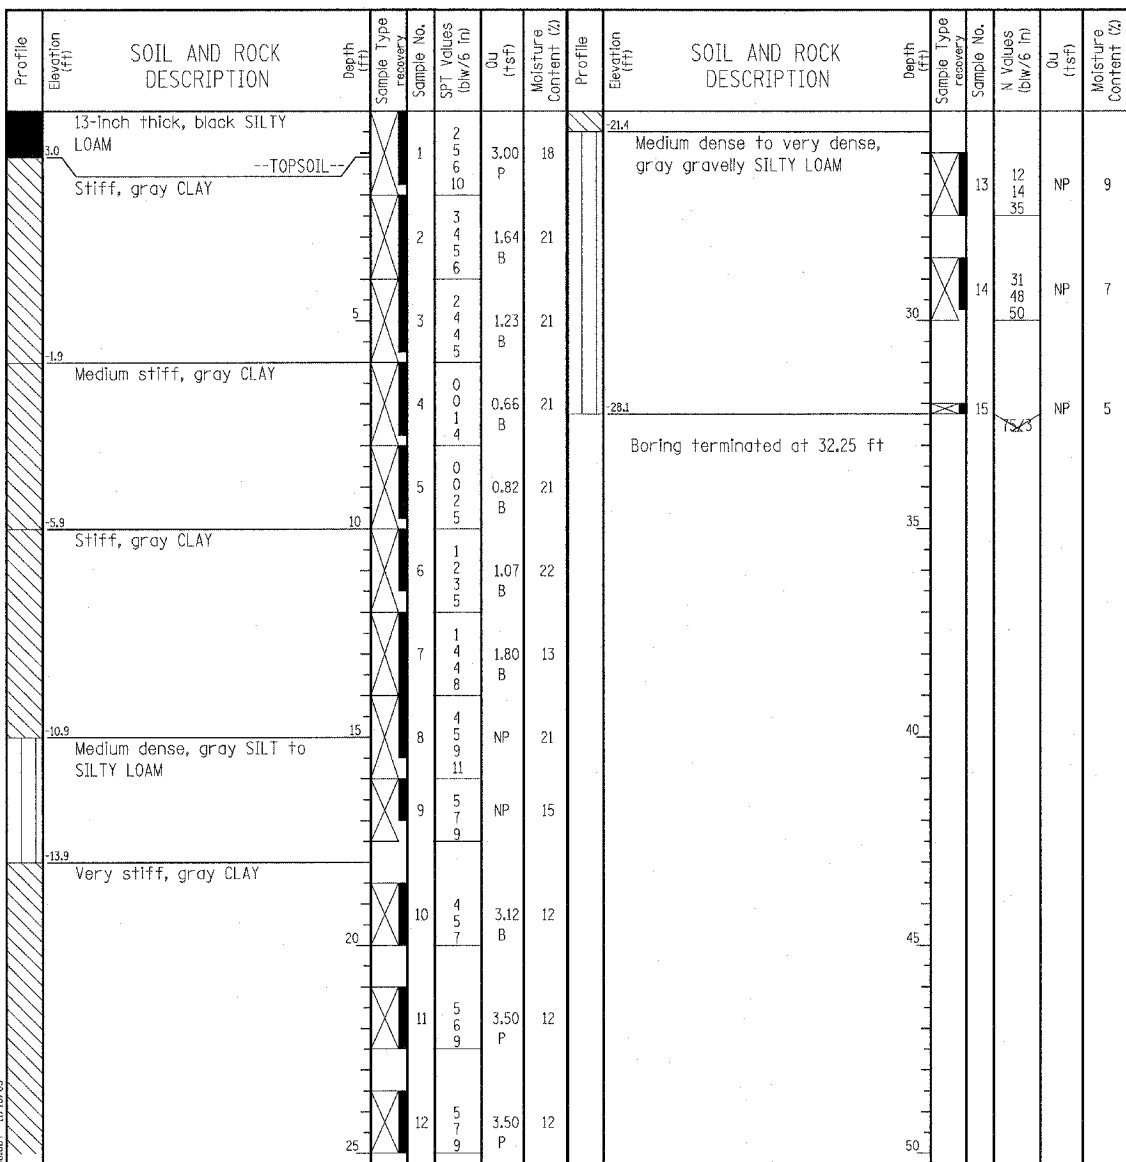 Profile
Elevation
(ft)
SOIL AND ROCK
DESCRIPTION
Depth
(ft)
Sample Type
recovery
Sample No.
SPT Values
(blw/6 in)
Qu
(tsf)
Moisture
Content (%)
13-inch thick, black SILTY
LOAM
3.0
--TOPSOIL--
Stiff, gray CLAY
1
2
5
6
10
3.00
P
18
2
3
4
5
6
1.64
B
21
5
3
2
4
4
5
1.23
B
21
-1.9
Medium stiff, gray CLAY
4
0
0
1
4
0.66
B
21
5
0
0
2
5
0.82
B
21
-5.9
10
Stiff, gray CLAY
6
1
2
3
5
1.07
B
22
7
1
4
4
8
1.80
B
13
-10.9
15
Medium dense, gray SILT to
SILTY LOAM
8
4
5
9
11
NP
21
9
5
7
9
NP
15
-13.9
Very stiff, gray CLAY
10
4
5
7
3.12
B
12
20
11
5
6
9
3.50
P
12
12
5
7
9
3.50
P
12
25
Profile
Elevation
(ft)
SOIL AND ROCK
DESCRIPTION
Depth
(ft)
Sample Type
recovery
Sample No.
N Values
(blw/6 in)
Qu
(tsf)
Moisture
Content (%)
-21.4
Medium dense to very dense,
gray gravelly SILTY LOAM
13
12
14
35
NP
9
14
31
48
50
NP
7
30
-28.1
15
75/3
NP
5
Boring terminated at 32.25 ft
35
40
45
50